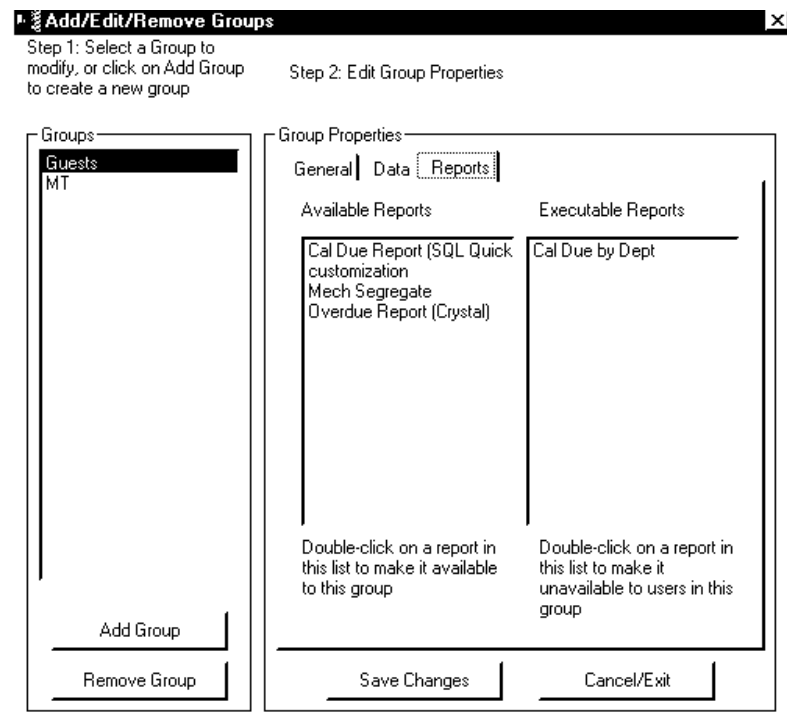 Add/Edit/Remove Groups
Step 1: Select a Group to
modify, or click on Add Group
to create a new group
Step 2: Edit Group Properties
Groups
Guests
MT
Add Group
Remove Group
Group Properties
General Data Reports
Available Reports
Cal Due Report (SQL Quick
customization
Mech Segregate
Overdue Report (Crystal)
Double-click on a report in
this list to make it available
to this group
Executable Reports
Cal Due by Dept
Double-click on a report in
this list to make it
unavailable to users in this
group
Save Changes
Cancel/Exit